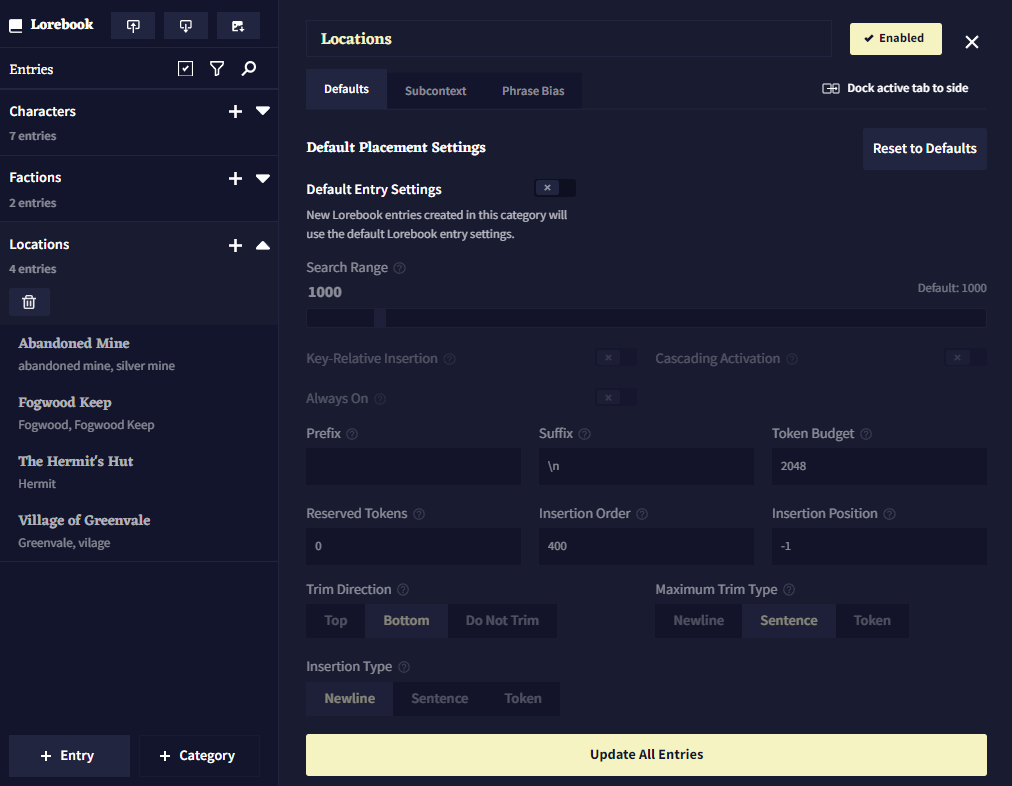 Lorebook
Entries
Characters
7 entries
Factions
2 entries
Locations
4 entries
Abandoned Mine
abandoned mine, silver mine
Fogwood Keep
Fogwood, Fogwood Keep
The Hermit's Hut
Hermit
Village of Greenvale
Greenvale, vilage
+ Entry
+ Category
Locations
✓ Enabled
Defaults
Subcontext
Phrase Bias
Dock active tab to side
Default Placement Settings
Reset to Defaults
Default Entry Settings
New Lorebook entries created in this category will
use the default Lorebook entry settings.
Search Range
1000
Default: 1000
Key-Relative Insertion
Cascading Activation
Always On
Prefix
Suffix
Token Budget
\n
2048
Reserved Tokens
Insertion Order
Insertion Position
0
400
-1
Trim Direction
Maximum Trim Type
Top
Bottom
Do Not Trim
Newline
Sentence
Token
Insertion Type
Newline
Sentence
Token
Update All Entries